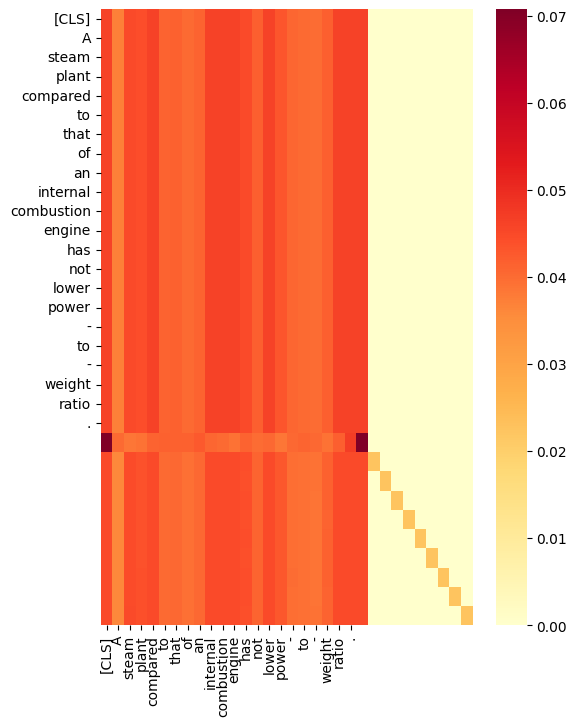 [CLS]
A
steam
plant
compared
to
that
of
an
internal
combustion
engine
has
not
lower
power
-
to
-
weight
ratio
.
0.07
0.06
0.05
0.04
0.03
0.02
0.01
0.00
[CLS]
A
steam
plant
compared
to
that
of
an
internal
combustion
engine
has
not
lower
power
-
to
-
weight
ratio
.